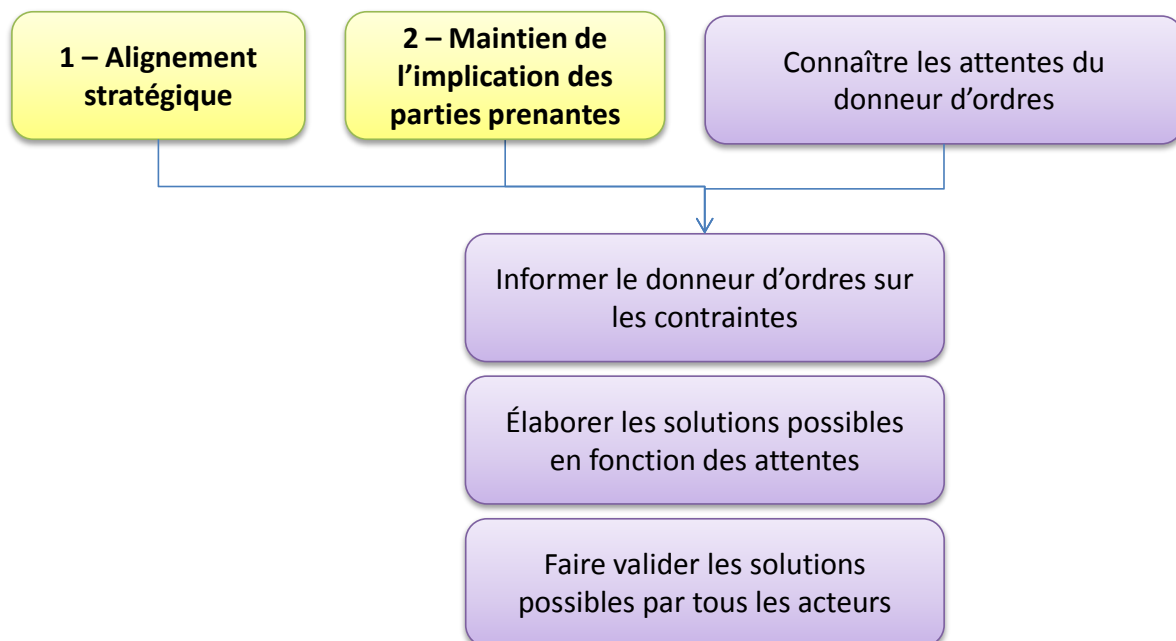 1 – Alignement
stratégique
2 – Maintien de
l’implication des
parties prenantes
Connaître les attentes du
donneur d’ordres
Informer le donneur d’ordres sur
les contraintes
Élaborer les solutions possibles
en fonction des attentes
Faire valider les solutions
possibles par tous les acteurs